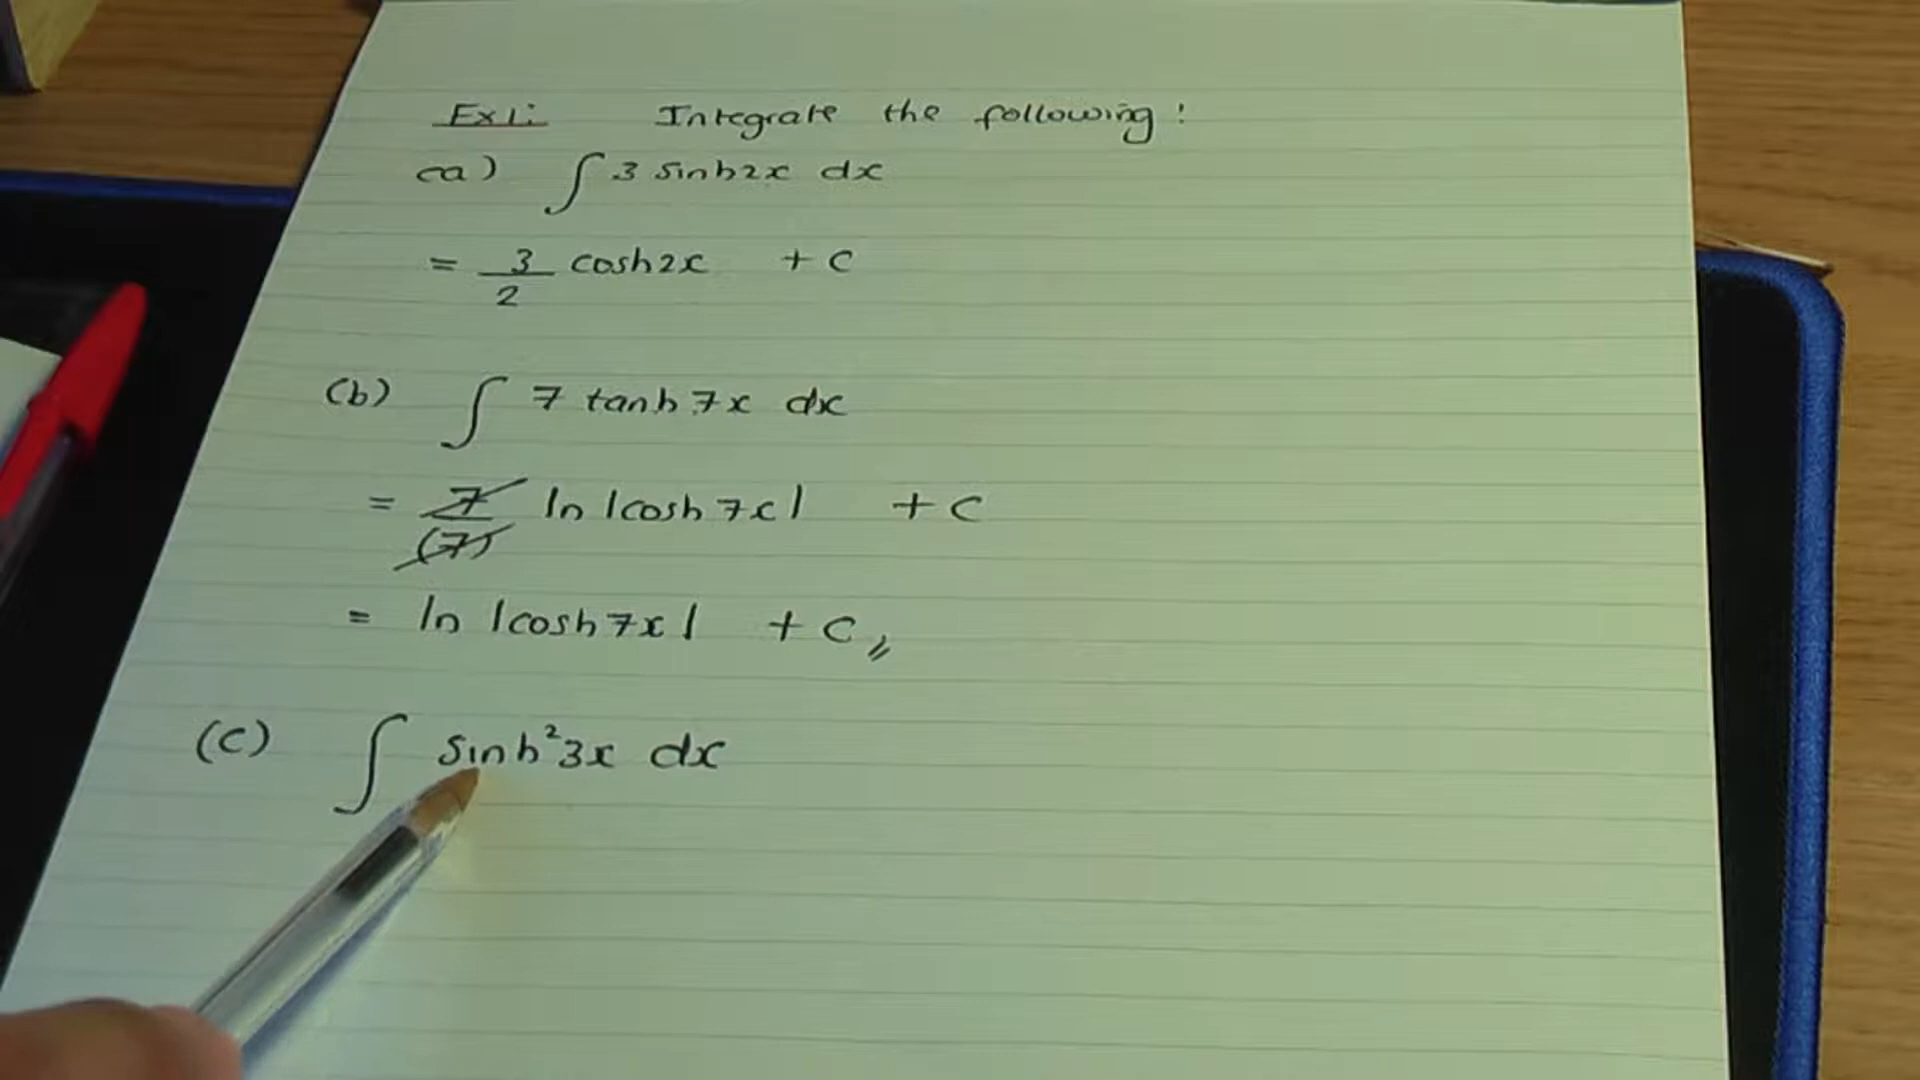 Ex1: Integrate the following:
(a) ∫ 3 sinh2x dx
= 3/2 cosh2x + c
(b) ∫ 7 tanh 7x dx
= 7/(7) ln |cosh 7x| + c
= ln |cosh7x| + c
(c) ∫ sinh²3x dx